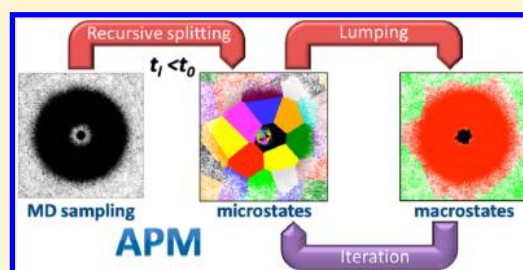 Recursive splitting
Lumping
t_l < t_0
MD sampling
microstates
macrostates
APM
Iteration